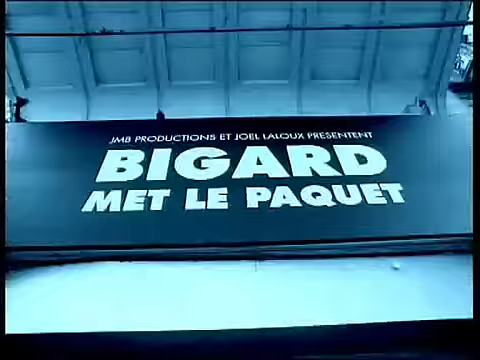 JMB PRODUCTIONS ET JOEL LALOUX PRESENTENT
BIGARD
MET LE PAQUET